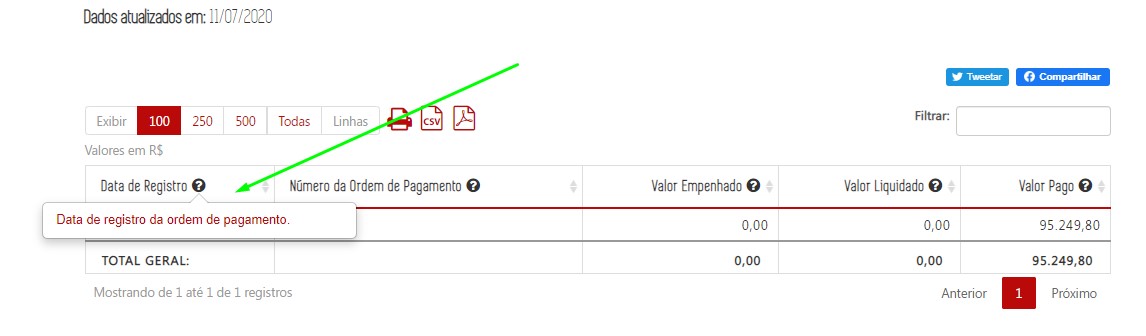 Dados atualizados em: 11/07/2020
Tweetar Compartilhar
Exibir 100 250 500 Todas Linhas CSV Filtrar:
Valores em R$
Data de Registro ? Número da Ordem de Pagamento ? Valor Empenhado ? Valor Liquidado ? Valor Pago ?
Data de registro da ordem de pagamento.
0,00 0,00 95.249,80
TOTAL GERAL: 0,00 0,00 95.249,80
Mostrando de 1 até 1 de 1 registros Anterior 1 Próximo